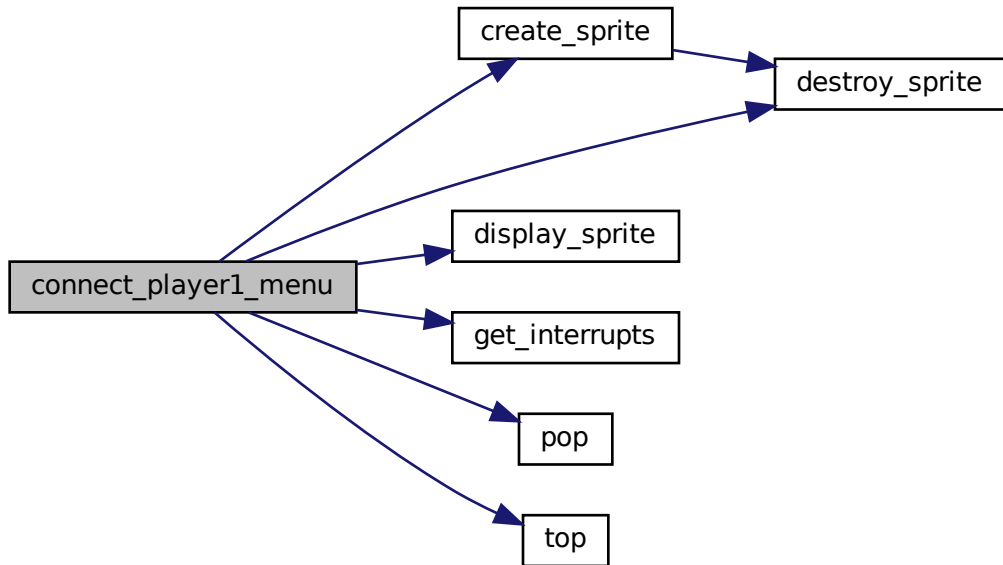 create_sprite
destroy_sprite
display_sprite
connect_player1_menu
get_interrupts
pop
top